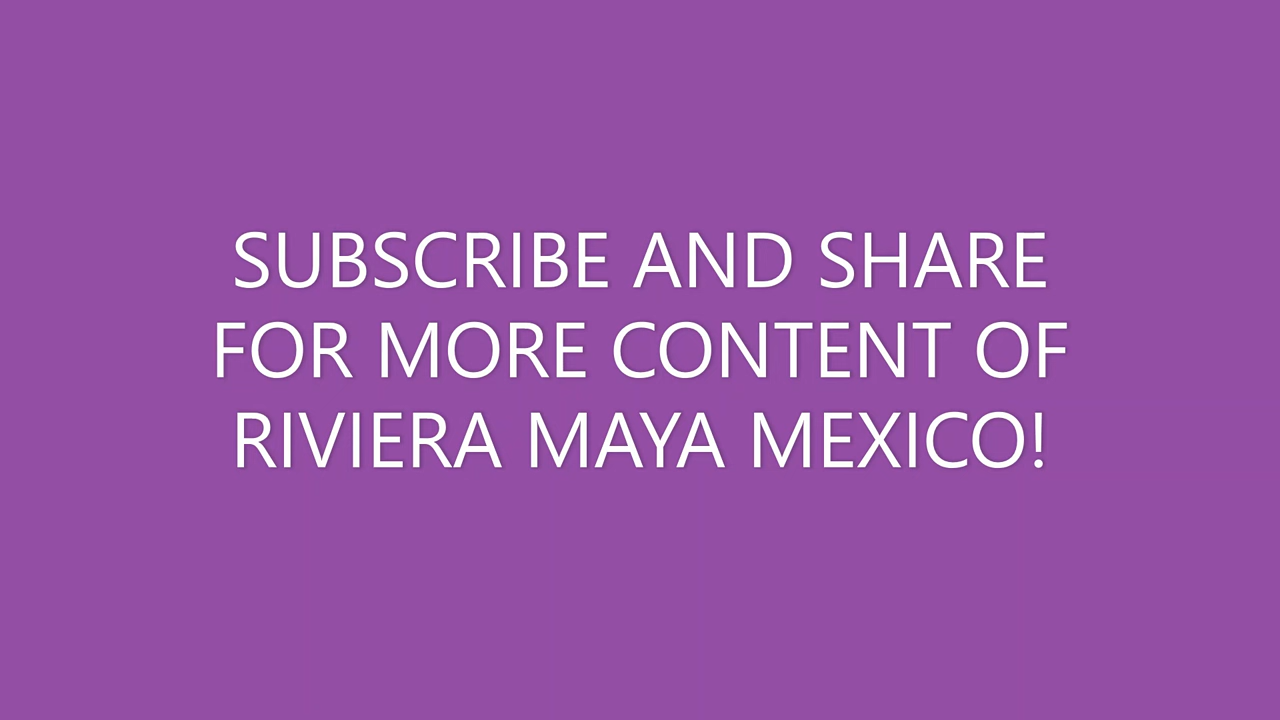 SUBSCRIBE AND SHARE
FOR MORE CONTENT OF
RIVIERA MAYA MEXICO!